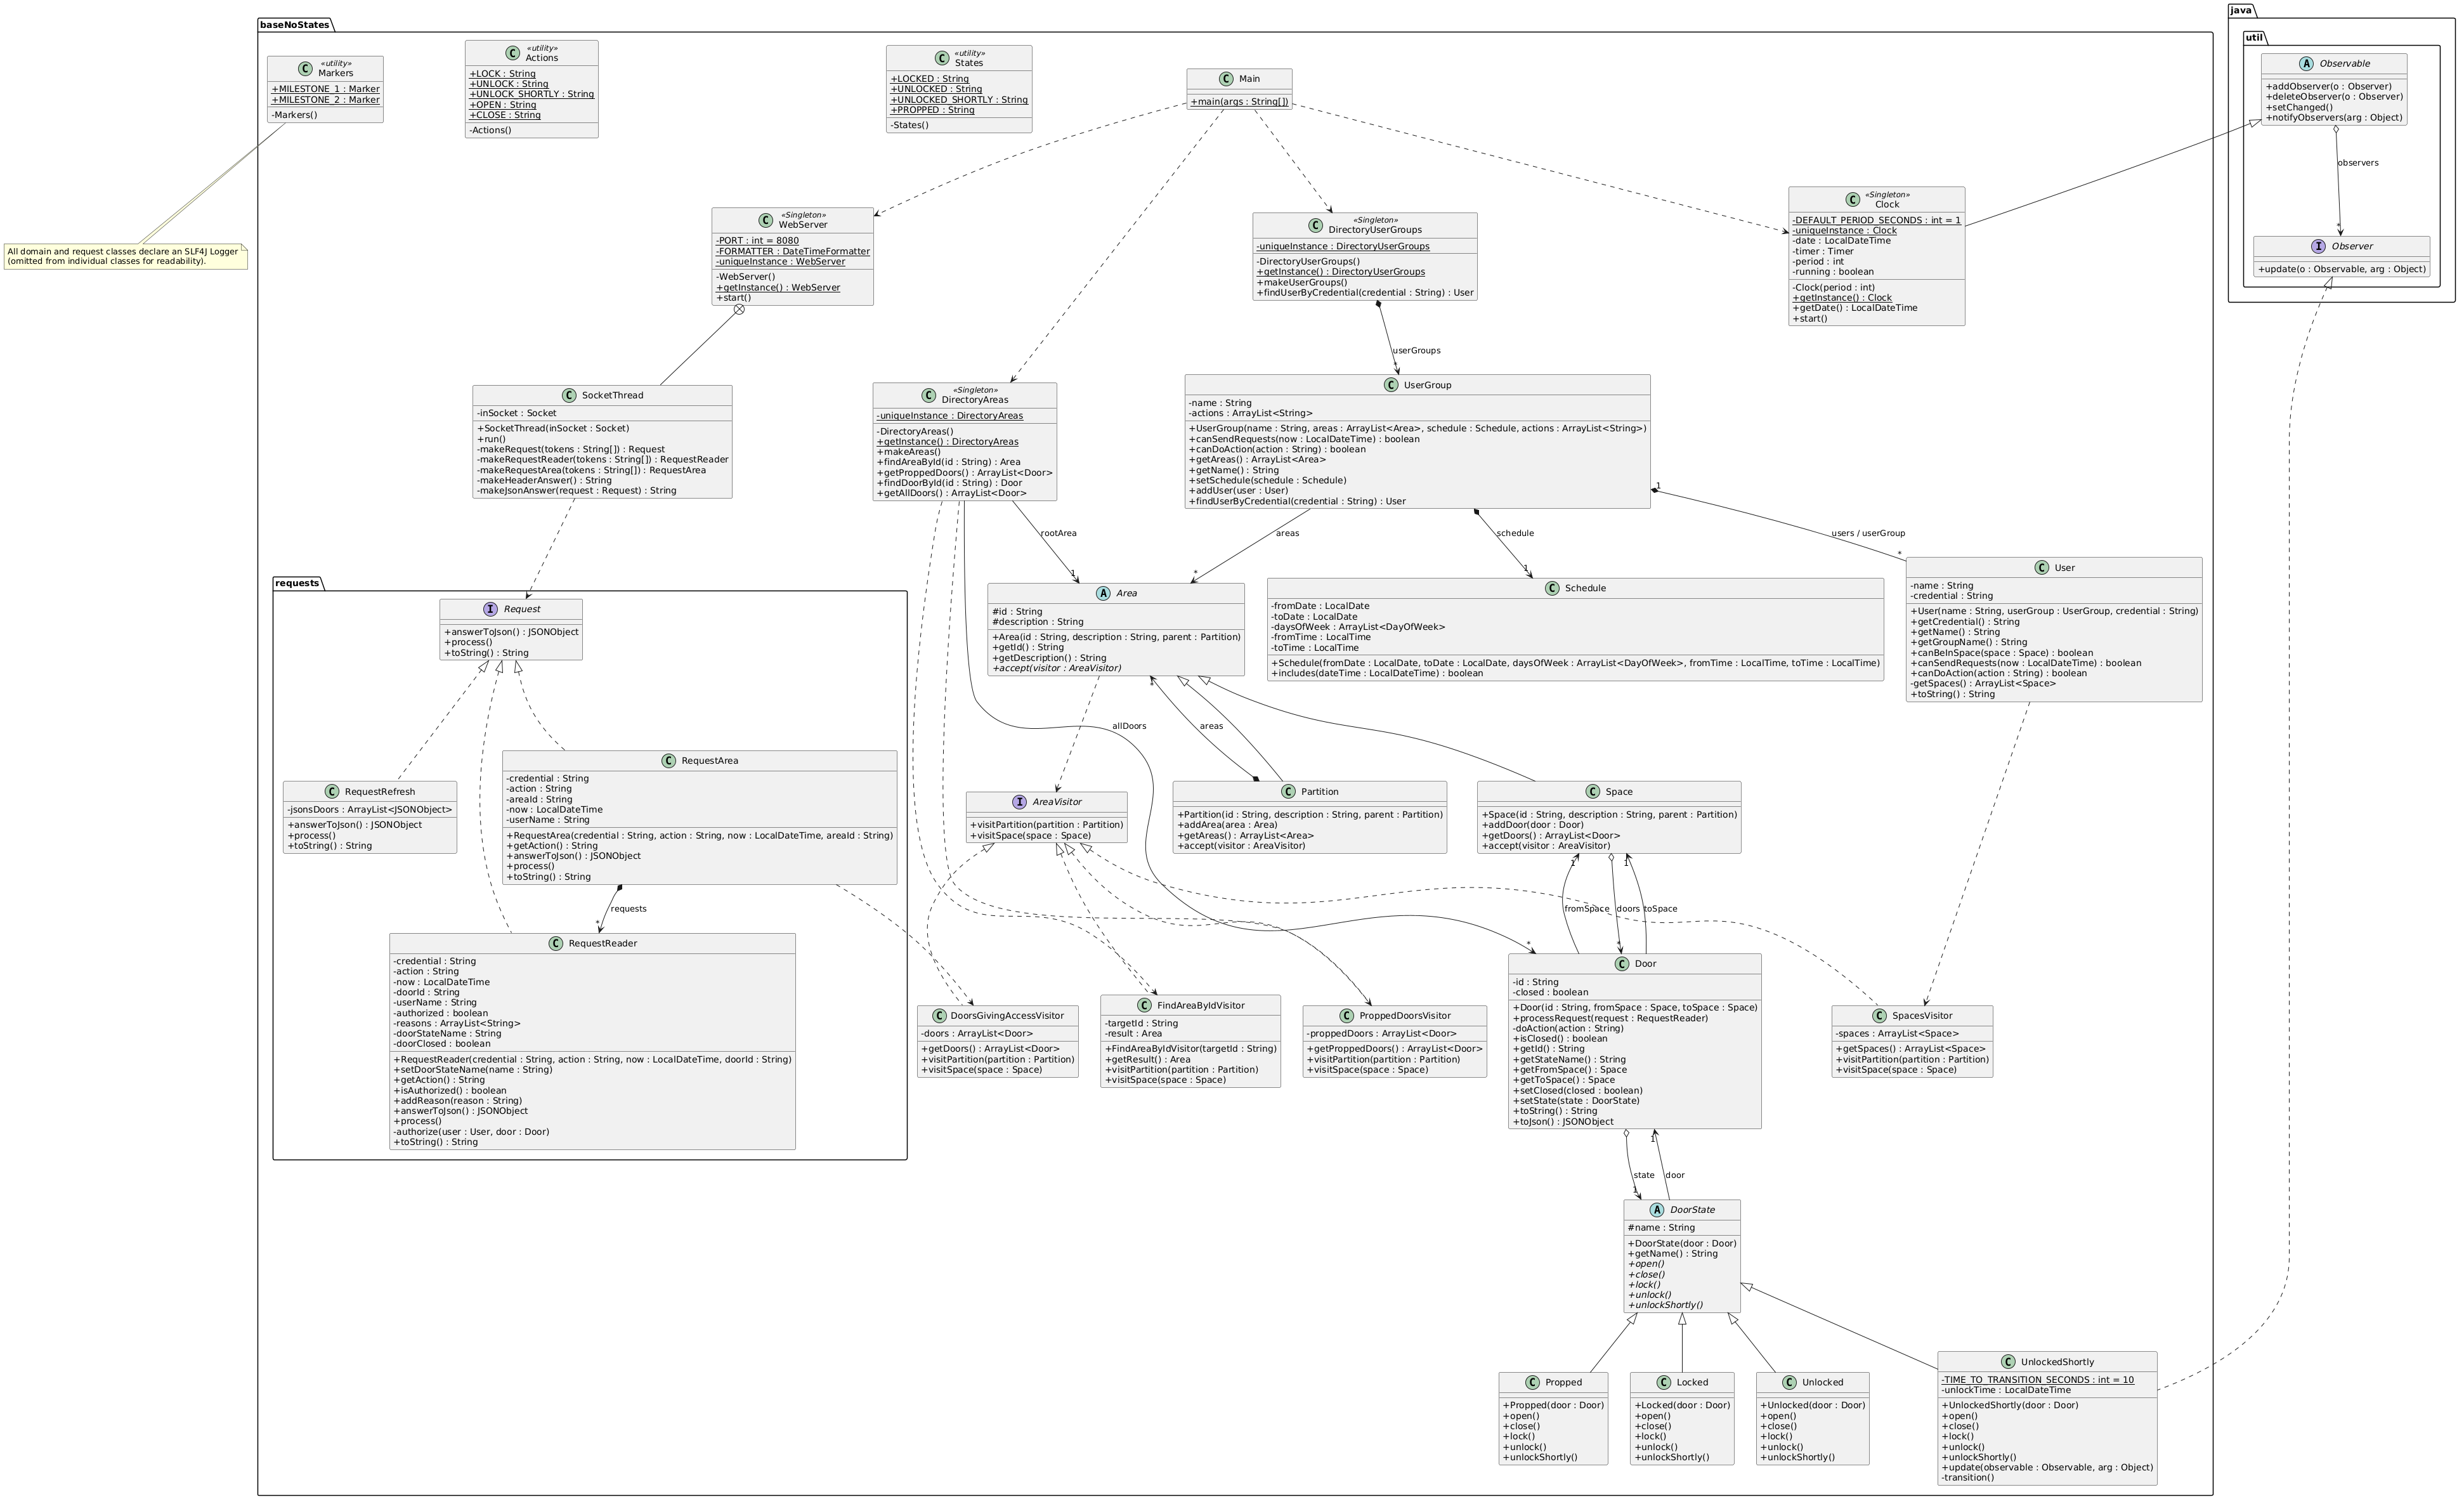 baseNoStates
java
util
«utility»
Markers
+MILESTONE_1 : Marker
+MILESTONE_2 : Marker
-Markers()
«utility»
Actions
+LOCK : String
+UNLOCK : String
+UNLOCK_SHORTLY : String
+OPEN : String
+CLOSE : String
-Actions()
«utility»
States
+LOCKED : String
+UNLOCKED : String
+UNLOCKED_SHORTLY : String
+PROPPED : String
-States()
Main
+main(args : String[])
Observable
+addObserver(o : Observer)
+deleteObserver(o : Observer)
+setChanged()
+notifyObservers(arg : Object)
observers
*
Observer
+update(o : Observable, arg : Object)
All domain and request classes declare an SLF4J Logger
(omitted from individual classes for readability).
«Singleton»
WebServer
-PORT : int = 8080
-FORMATTER : DateTimeFormatter
-uniqueInstance : WebServer
-WebServer()
+getInstance() : WebServer
+start()
«Singleton»
DirectoryUserGroups
-uniqueInstance : DirectoryUserGroups
-DirectoryUserGroups()
+getInstance() : DirectoryUserGroups
+makeUserGroups()
+findUserByCredential(credential : String) : User
«Singleton»
Clock
-DEFAULT_PERIOD_SECONDS : int = 1
-uniqueInstance : Clock
-date : LocalDateTime
-timer : Timer
-period : int
-running : boolean
-Clock(period : int)
+getInstance() : Clock
+getDate() : LocalDateTime
+start()
userGroups
*
SocketThread
-inSocket : Socket
+SocketThread(inSocket : Socket)
+run()
-makeRequest(tokens : String[]) : Request
-makeRequestReader(tokens : String[]) : RequestReader
-makeRequestArea(tokens : String[]) : RequestArea
-makeHeaderAnswer() : String
-makeJsonAnswer(request : Request) : String
«Singleton»
DirectoryAreas
-uniqueInstance : DirectoryAreas
-DirectoryAreas()
+getInstance() : DirectoryAreas
+makeAreas()
+findAreaById(id : String) : Area
+getProppedDoors() : ArrayList<Door>
+findDoorById(id : String) : Door
+getAllDoors() : ArrayList<Door>
UserGroup
-name : String
-actions : ArrayList<String>
+UserGroup(name : String, areas : ArrayList<Area>, schedule : Schedule, actions : ArrayList<String>)
+canSendRequests(now : LocalDateTime) : boolean
+canDoAction(action : String) : boolean
+getAreas() : ArrayList<Area>
+getName() : String
+setSchedule(schedule : Schedule)
+addUser(user : User)
+findUserByCredential(credential : String) : User
1
rootArea
1
areas
*
schedule
1
users / userGroup
*
requests
Request
+answerToJson() : JSONObject
+process()
+toString() : String
Area
#id : String
#description : String
+Area(id : String, description : String, parent : Partition)
+getId() : String
+getDescription() : String
+accept(visitor : AreaVisitor)
Schedule
-fromDate : LocalDate
-toDate : LocalDate
-daysOfWeek : ArrayList<DayOfWeek>
-fromTime : LocalTime
-toTime : LocalTime
+Schedule(fromDate : LocalDate, toDate : LocalDate, daysOfWeek : ArrayList<DayOfWeek>, fromTime : LocalTime, toTime : LocalTime)
+includes(dateTime : LocalDateTime) : boolean
User
-name : String
-credential : String
+User(name : String, userGroup : UserGroup, credential : String)
+getCredential() : String
+getName() : String
+getGroupName() : String
+canBeInSpace(space : Space) : boolean
+canSendRequests(now : LocalDateTime) : boolean
+canDoAction(action : String) : boolean
-getSpaces() : ArrayList<Space>
+toString() : String
*
allDoors
areas
RequestRefresh
-jsonsDoors : ArrayList<JSONObject>
+answerToJson() : JSONObject
+process()
+toString() : String
RequestArea
-credential : String
-action : String
-areaId : String
-now : LocalDateTime
-userName : String
+RequestArea(credential : String, action : String, now : LocalDateTime, areaId : String)
+getAction() : String
+answerToJson() : JSONObject
+process()
+toString() : String
AreaVisitor
+visitPartition(partition : Partition)
+visitSpace(space : Space)
Partition
+Partition(id : String, description : String, parent : Partition)
+addArea(area : Area)
+getAreas() : ArrayList<Area>
+accept(visitor : AreaVisitor)
Space
+Space(id : String, description : String, parent : Partition)
+addDoor(door : Door)
+getDoors() : ArrayList<Door>
+accept(visitor : AreaVisitor)
requests
*
1
1
fromSpace
doors
toSpace
*
*
RequestReader
-credential : String
-action : String
-now : LocalDateTime
-doorId : String
-userName : String
-authorized : boolean
-reasons : ArrayList<String>
-doorStateName : String
-doorClosed : boolean
+RequestReader(credential : String, action : String, now : LocalDateTime, doorId : String)
+setDoorStateName(name : String)
+getAction() : String
+isAuthorized() : boolean
+addReason(reason : String)
+answerToJson() : JSONObject
+process()
-authorize(user : User, door : Door)
+toString() : String
DoorsGivingAccessVisitor
-doors : ArrayList<Door>
+getDoors() : ArrayList<Door>
+visitPartition(partition : Partition)
+visitSpace(space : Space)
FindAreaByIdVisitor
-targetId : String
-result : Area
+FindAreaByIdVisitor(targetId : String)
+getResult() : Area
+visitPartition(partition : Partition)
+visitSpace(space : Space)
ProppedDoorsVisitor
-proppedDoors : ArrayList<Door>
+getProppedDoors() : ArrayList<Door>
+visitPartition(partition : Partition)
+visitSpace(space : Space)
Door
-id : String
-closed : boolean
+Door(id : String, fromSpace : Space, toSpace : Space)
+processRequest(request : RequestReader)
-doAction(action : String)
+isClosed() : boolean
+getId() : String
+getStateName() : String
+getFromSpace() : Space
+getToSpace() : Space
+setClosed(closed : boolean)
+setState(state : DoorState)
+toString() : String
+toJson() : JSONObject
SpacesVisitor
-spaces : ArrayList<Space>
+getSpaces() : ArrayList<Space>
+visitPartition(partition : Partition)
+visitSpace(space : Space)
1
state
door
1
DoorState
#name : String
+DoorState(door : Door)
+getName() : String
+open()
+close()
+lock()
+unlock()
+unlockShortly()
Propped
+Propped(door : Door)
+open()
+close()
+lock()
+unlock()
+unlockShortly()
Locked
+Locked(door : Door)
+open()
+close()
+lock()
+unlock()
+unlockShortly()
Unlocked
+Unlocked(door : Door)
+open()
+close()
+lock()
+unlock()
+unlockShortly()
UnlockedShortly
-TIME_TO_TRANSITION_SECONDS : int = 10
-unlockTime : LocalDateTime
+UnlockedShortly(door : Door)
+open()
+close()
+lock()
+unlock()
+unlockShortly()
+update(observable : Observable, arg : Object)
-transition()